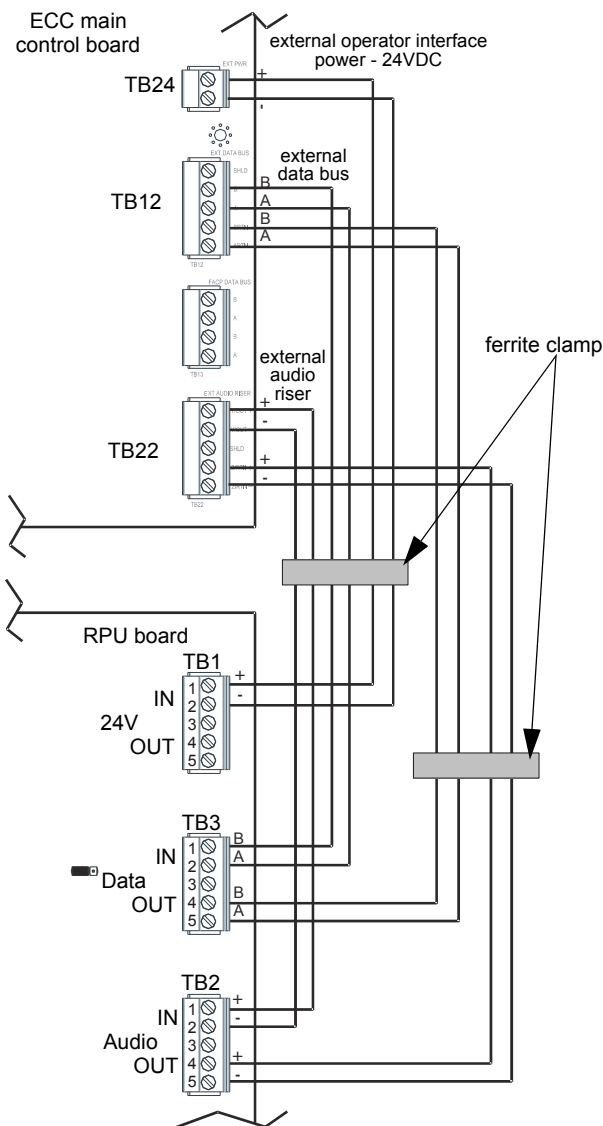 ECC main
control board
external operator interface
power - 24VDC
EXT PWR
TB24
+
-
EXT DATA BUS
external
data bus
SHLD
B
A
B
A
TB12
TB12
FACP DATA BUS
B
A
B
A
TB13
ferrite clamp
external
audio
riser
EXT AUDIO RISER
+
-
SHLD
+
-
TB22
TB22
RPU board
TB1
+
-
IN
24V
OUT
1
2
3
4
5
TB3
B
A
IN
Data
OUT
B
A
1
2
3
4
5
TB2
+
-
IN
Audio
OUT
+
-
1
2
3
4
5